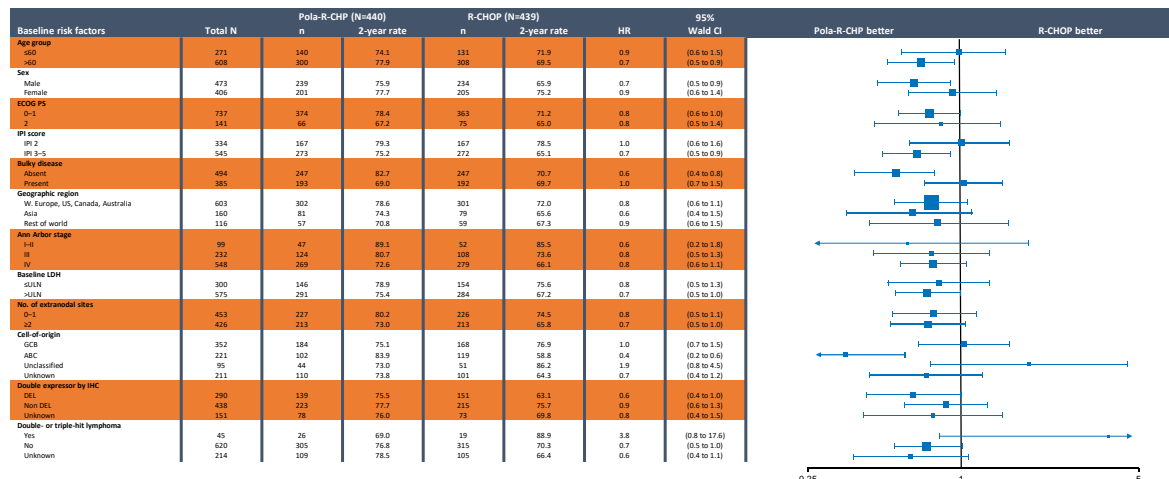 Pola-R-CHP (N=440) R-CHOP (N=439) 95%
Baseline risk factors Total N n 2-year rate n 2-year rate HR Wald CI Pola-R-CHP better R-CHOP better
Age group
≤60 271 140 74.1 131 71.9 0.9 (0.6 to 1.5)
>60 608 300 77.9 308 69.5 0.7 (0.5 to 0.9)
Sex
Male 473 239 75.9 234 65.9 0.7 (0.5 to 0.9)
Female 406 201 77.7 205 75.2 0.9 (0.6 to 1.4)
ECOG PS
0–1 737 374 78.4 363 71.2 0.8 (0.6 to 1.0)
2 141 66 67.2 75 65.0 0.8 (0.5 to 1.4)
IPI score
IPI 2 334 167 79.3 167 78.5 1.0 (0.6 to 1.6)
IPI 3–5 545 273 75.2 272 65.1 0.7 (0.5 to 0.9)
Bulky disease
Absent 494 247 82.7 247 70.7 0.6 (0.4 to 0.8)
Present 385 193 69.0 192 69.7 1.0 (0.7 to 1.5)
Geographic region
W. Europe, US, Canada, Australia 603 302 78.6 301 72.0 0.8 (0.6 to 1.1)
Asia 160 81 74.3 79 65.6 0.6 (0.4 to 1.5)
Rest of world 116 57 70.8 59 67.3 0.9 (0.6 to 1.5)
Ann Arbor stage
I–II 99 47 89.1 52 85.5 0.6 (0.2 to 1.8)
III 232 124 80.7 108 73.6 0.8 (0.5 to 1.3)
IV 548 269 72.6 279 66.1 0.8 (0.6 to 1.1)
Baseline LDH
≤ULN 300 146 78.9 154 75.6 0.8 (0.5 to 1.3)
>ULN 575 291 75.4 284 67.2 0.7 (0.5 to 1.0)
No. of extranodal sites
0–1 453 227 80.2 226 74.5 0.8 (0.5 to 1.1)
≥2 426 213 73.0 213 65.8 0.7 (0.5 to 1.0)
Cell-of-origin
GCB 352 184 75.1 168 76.9 1.0 (0.7 to 1.5)
ABC 221 102 83.9 119 58.8 0.4 (0.2 to 0.6)
Unclassified 95 44 73.0 51 86.2 1.9 (0.8 to 4.5)
Unknown 211 110 73.8 101 64.3 0.7 (0.4 to 1.2)
Double expressor by IHC
DEL 290 139 75.5 151 63.1 0.6 (0.4 to 1.0)
Non DEL 438 223 77.7 215 75.7 0.9 (0.6 to 1.3)
Unknown 151 78 76.0 73 69.8 0.8 (0.4 to 1.5)
Double- or triple-hit lymphoma
Yes 45 26 69.0 19 88.9 3.8 (0.8 to 17.6)
No 620 305 76.8 315 70.3 0.7 (0.5 to 1.0)
Unknown 214 109 78.5 105 66.4 0.6 (0.4 to 1.1)
0.25 1 5